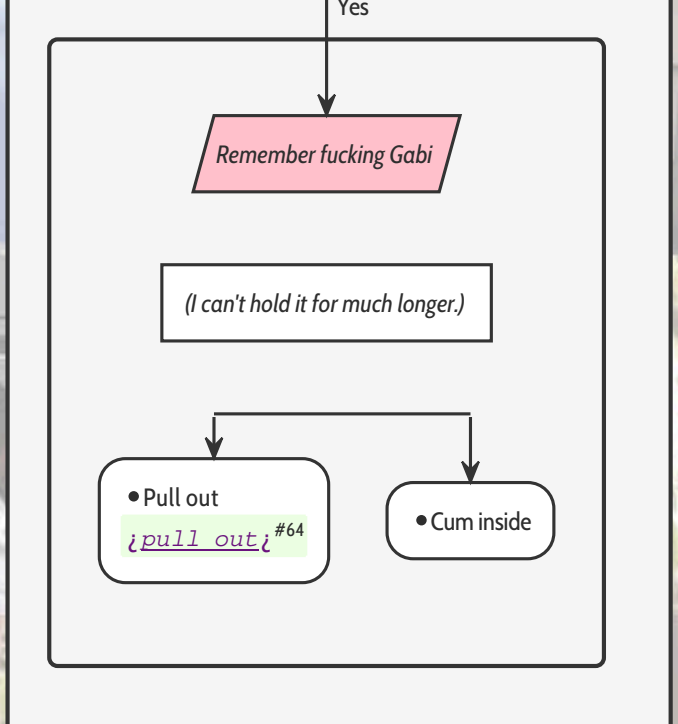 Yes
Remember fucking Gabi
(I can't hold it for much longer.)
●Pull out
¿pull out¿#64
●Cum inside